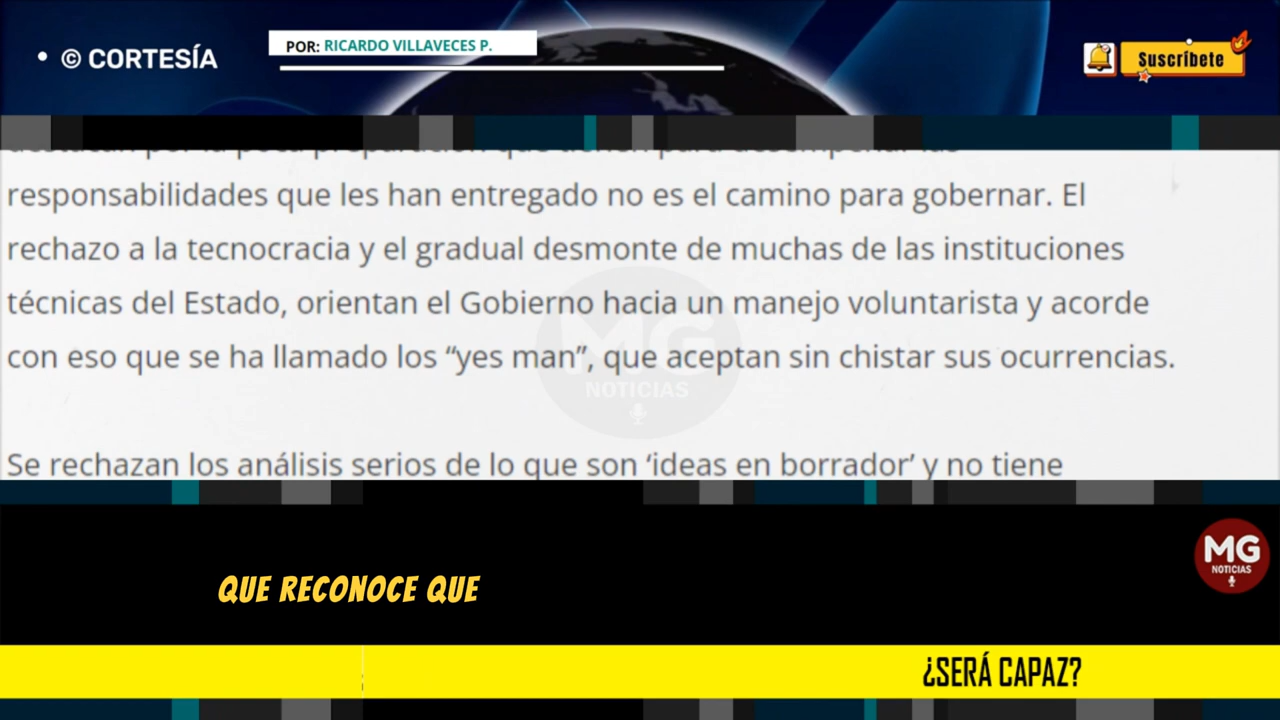 • © CORTESÍA
POR: RICARDO VILLAVECES P.
Suscríbete
responsabilidades que les han entregado no es el camino para gobernar. El
rechazo a la tecnocracia y el gradual desmonte de muchas de las instituciones
técnicas del Estado, orientan el Gobierno hacia un manejo voluntarista y acorde
con eso que se ha llamado los “yes man”, que aceptan sin chistar sus ocurrencias.
MG
NOTICIAS
Se rechazan los análisis serios de lo que son ‘ideas en borrador’ y no tiene
MG
NOTICIAS
QUE RECONOCE QUE
¿SERÁ CAPAZ?